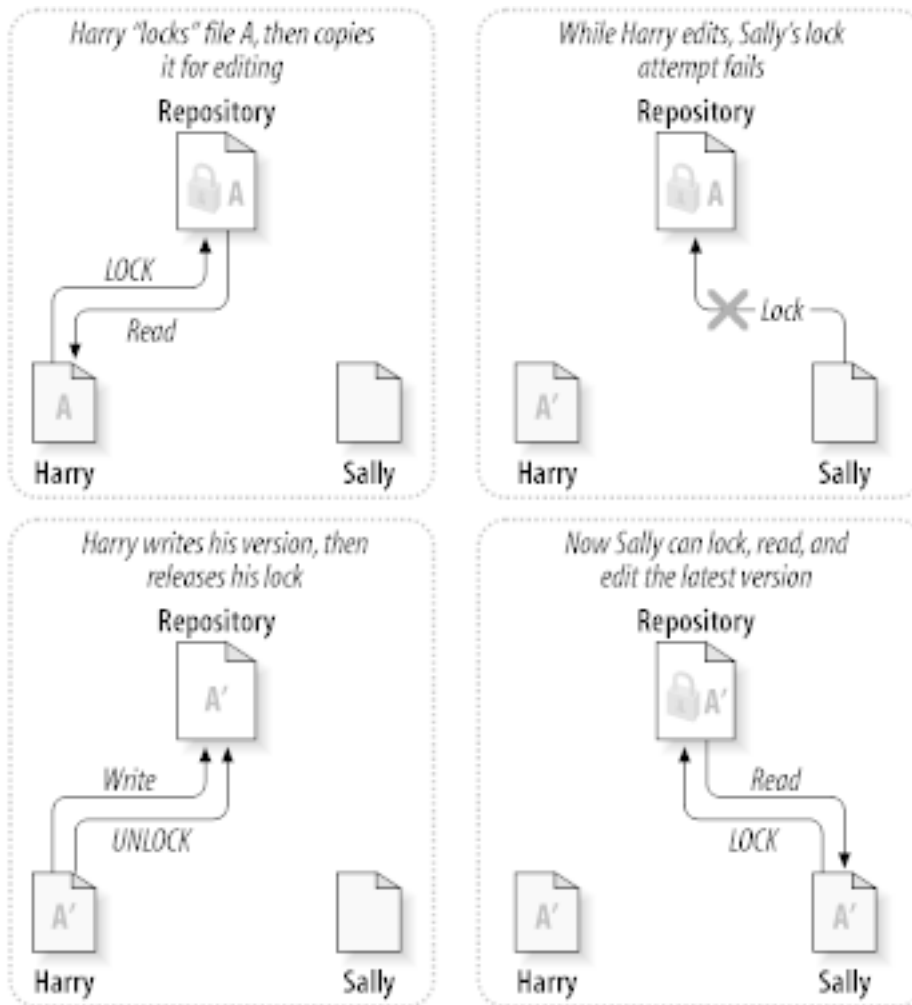 Harry “locks” file A, then copies
it for editing
Repository
A
LOCK
Read
A
Harry
Sally
While Harry edits, Sally’s lock
attempt fails
Repository
A
Lock
A’
Harry
Sally
Harry writes his version, then
releases his lock
Repository
A’
Write
UNLOCK
A’
Harry
Sally
Now Sally can lock, read, and
edit the latest version
Repository
A’
Read
LOCK
A’
A’
Harry
Sally